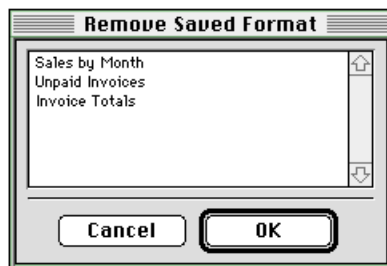 Remove Saved Format
Sales by Month
Unpaid Invoices
Invoice Totals
Cancel OK